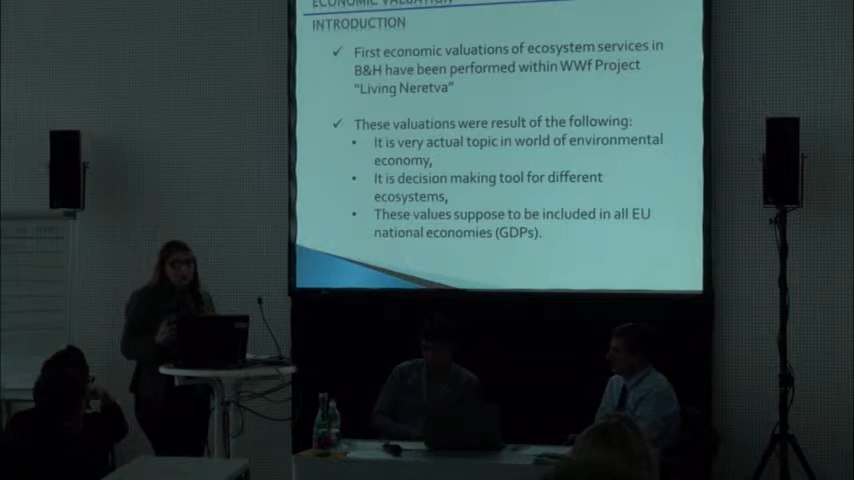 ECONOMIC VALUATION
INTRODUCTION
✓ First economic valuations of ecosystem services in
B&H have been performed within WWf Project
"Living Neretva"
✓ These valuations were result of the following:
• It is very actual topic in world of environmental
economy,
• It is decision making tool for different
ecosystems,
• These values suppose to be included in all EU
national economies (GDPs).